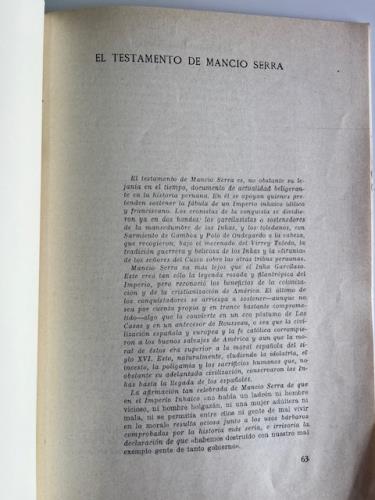 EL TESTAMENTO DE MANCIO SERRA
El testamento de Mancio Serra es, no obstante su le-
janía en el tiempo, documento de actualidad beligeran-
te en la historia peruana. En él se apoyan quienes pre-
tenden sostener la fábula de un Imperio inkaico idílico
y franciscano. Los cronistas de la conquista se dividie-
ron ya en dos bandos: los garcilasistas o sostenedores
de la mansedumbre de los Inkas, y los toledanos, con
Sarmiento de Gamboa y Polo de Ondegardo a la cabeza,
que recogieron, bajo el mecenazgo del Virrey Toledo, la
tradición guerrera y belicosa de los Inkas y la «tiranía»
de los señores del Cusco sobre las otras tribus peruanas.
Mancio Serra va más lejos que el Inka Garcilaso.
Este crea tan sólo la leyenda rosada y filantrópica del
Imperio, pero reconoció los beneficios de la coloniza-
ción y de la cristianización de América. El último de
los conquistadores se arriesga a sostener—aunque no
sea por cuenta propia y en trance bastante comprome-
tido—algo que lo convierte en un eco póstumo de Las
Casas y en un antecesor de Rousseau, o sea que la civi-
lización española y europea y la fe católica corrompie-
ron a los buenos salvajes de América y aun que la mo-
ral de éstos era superior a la moral española del si-
glo XVI. Esto, naturalmente, eludiendo la idolatría, el
incesto, la poligamia y los sacrificios humanos que, no
obstante su adelantada civilización, conservaron los In-
kas hasta la llegada de los españoles.
La afirmación tan celebrada de Mancio Serra de que
en el Imperio Inkaico «no había un ladrón ni hombre
vicioso, ni hombre holgazán, ni una mujer adúltera ni
mala, ni se permitía entre ellos ni gente de mal vivir
en lo moral» resulta ociosa junto a los usos bárbaros
comprobados por la historia más seria, e irrisoria la
declaración de que «habemos destruído con nuestro mal
ejemplo gente de tanto gobierno».
63